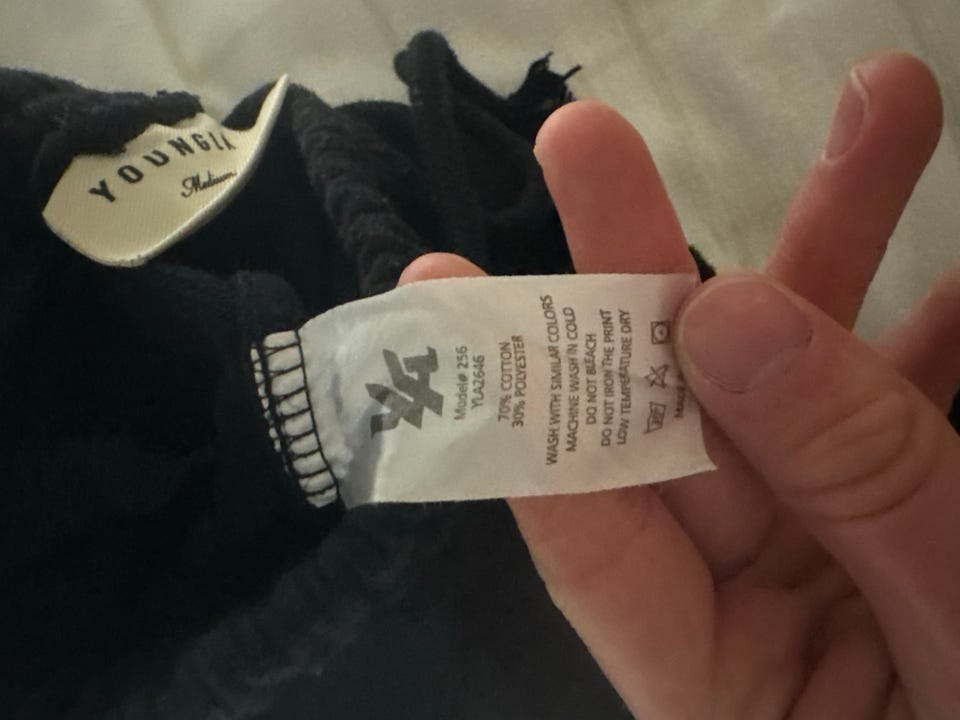 YOUNGLA
Medium
Model# 256
YLA2646
70% COTTON
30% POLYESTER
WASH WITH SIMILAR COLORS
MACHINE WASH IN COLD
DO NOT BLEACH
DO NOT IRON THE PRINT
LOW TEMPERATURE DRY